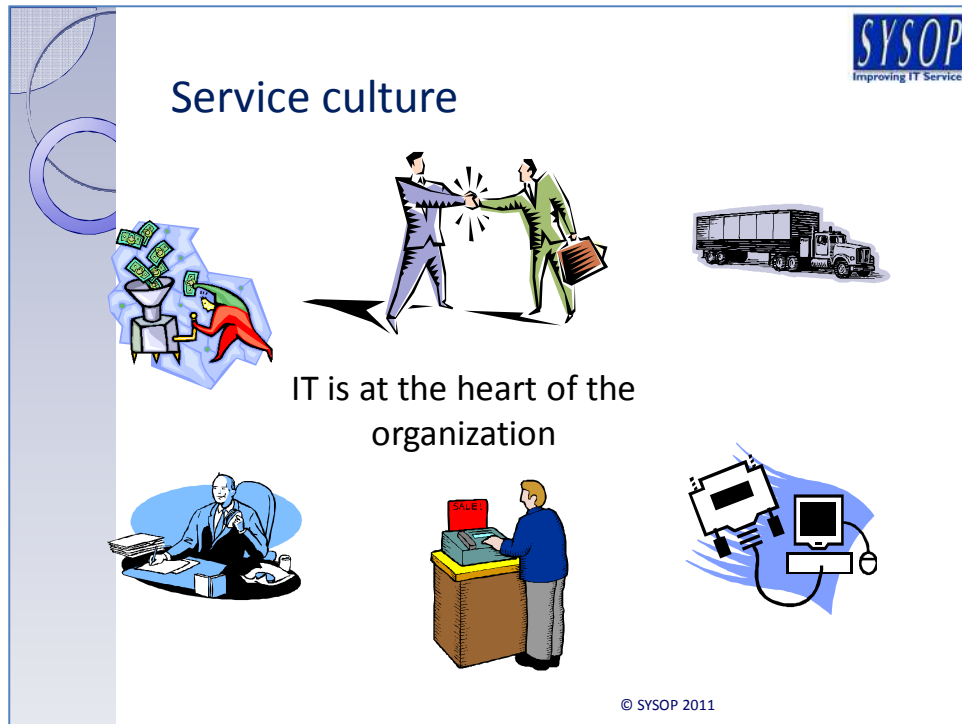 SYSOP
Improving IT Service
Service culture
IT is at the heart of the
organization
SALE!
© SYSOP 2011